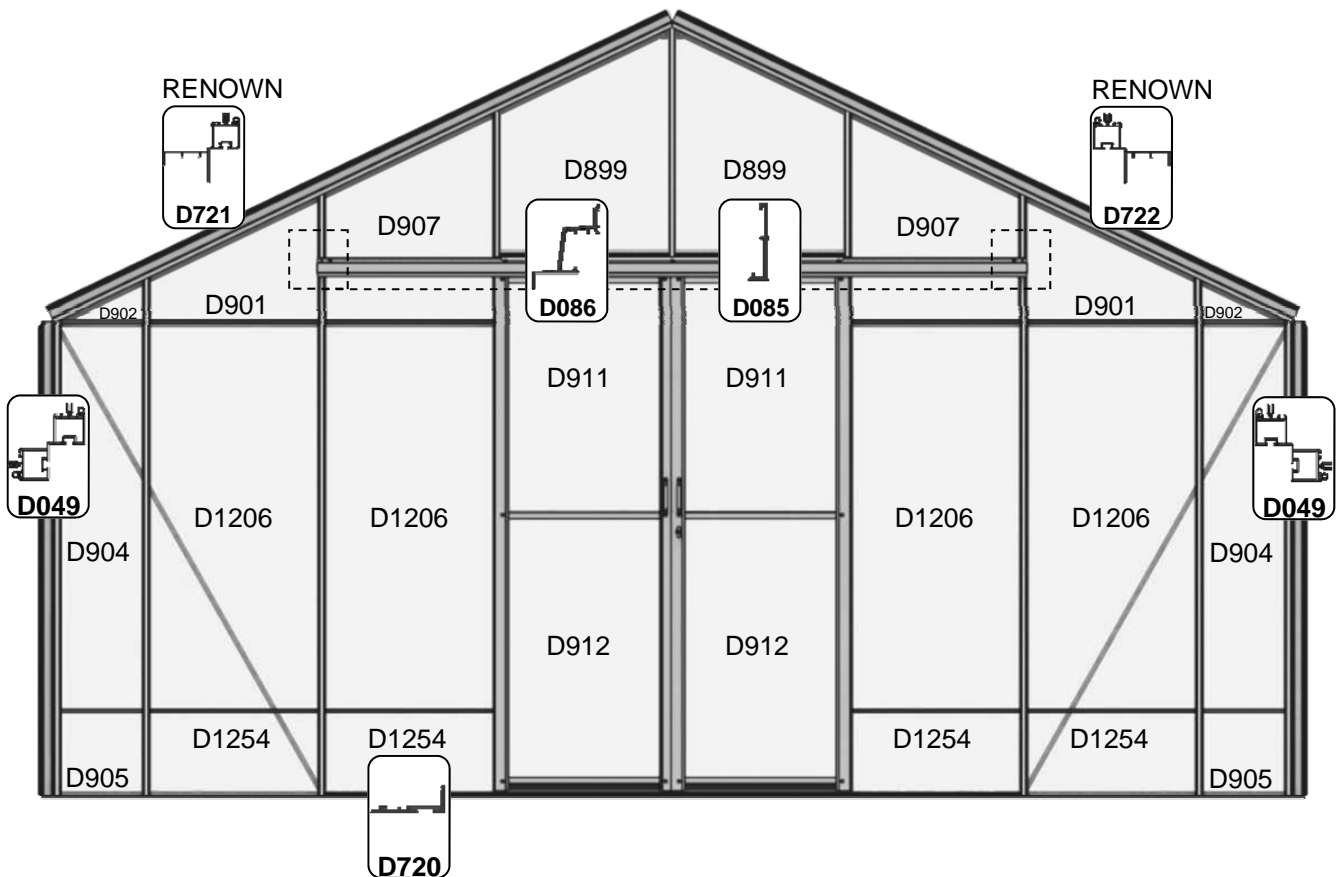 RENOWN RENOWN
D721 D722
D899 D899
D907 D907
D086 D085
D902 D901 D901 D902
D911 D911
D049 D049
D1206 D1206 D1206 D1206
D904 D904
D912 D912
D1254 D1254 D1254 D1254
D905 D905
D720